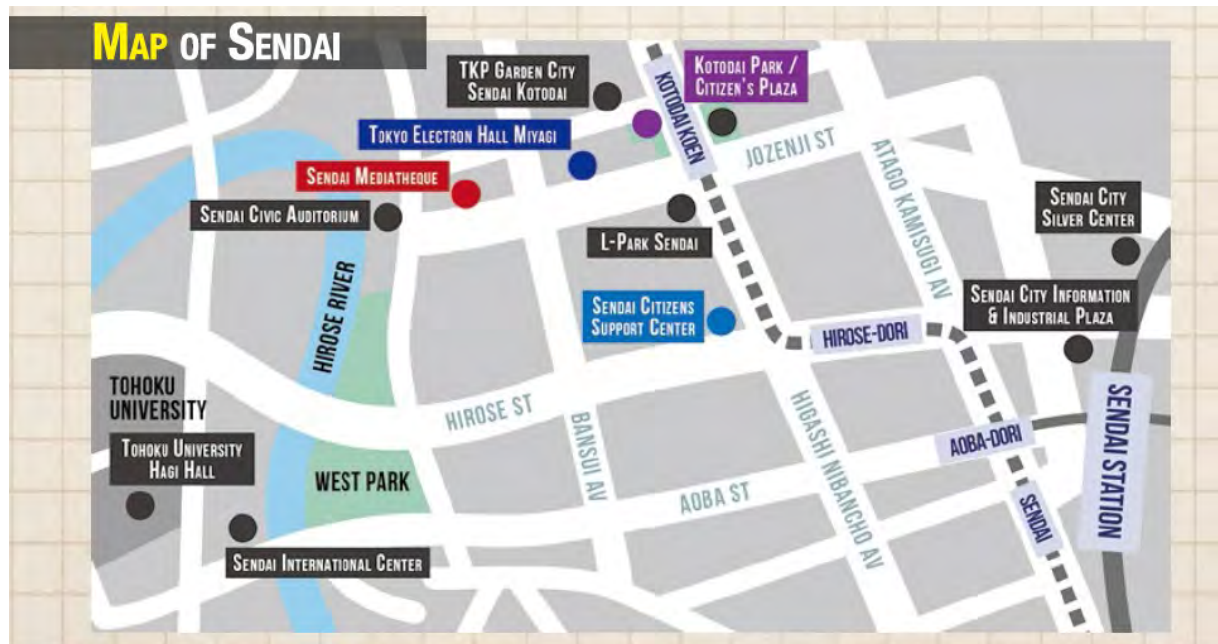 MAP OF SENDAI
TKP GARDEN CITY
SENDAI KOTODAI
KOTODAI KOEN
KOTODAI PARK /
CITIZEN'S PLAZA
TOKYO ELECTRON HALL MIYAGI
JOZENJI ST
SENDAI MEDIATHEQUE
ATAGO KAMISUGI AV
SENDAI CIVIC AUDITORIUM
L-PARK SENDAI
SENDAI CITY
SILVER CENTER
HIROSE RIVER
SENDAI CITIZENS
SUPPORT CENTER
SENDAI CITY INFORMATION
& INDUSTRIAL PLAZA
HIROSE-DORI
TOHOKU
UNIVERSITY
HIROSE ST
BANSUI AV
HIGASHI NIBANCHO AV
AOBA-DORI
SENDAI STATION
TOHOKU UNIVERSITY
HAGI HALL
WEST PARK
AOBA ST
SENDAI
SENDAI INTERNATIONAL CENTER